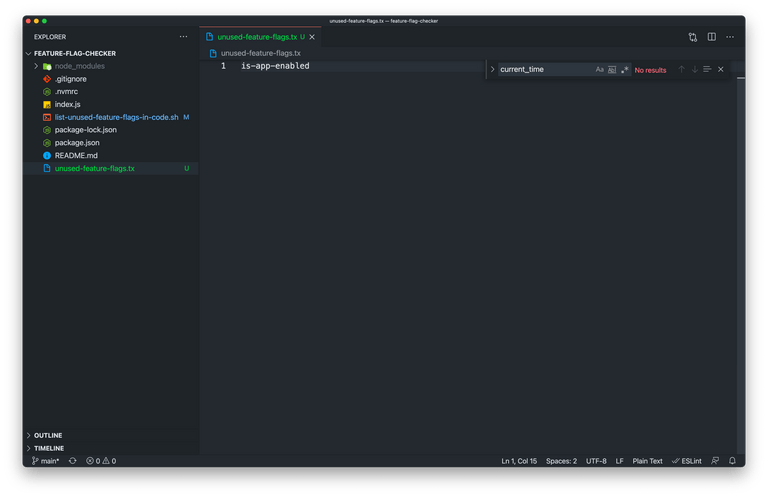 unused-feature-flags.tx — feature-flag-checker
EXPLORER
FEATURE-FLAG-CHECKER
node_modules
.gitignore
.nvmrc
index.js
list-unused-feature-flags-in-code.sh M
package-lock.json
package.json
README.md
unused-feature-flags.tx U
OUTLINE
TIMELINE
unused-feature-flags.tx U
unused-feature-flags.tx
1 is-app-enabled
current_time Aa ab .* No results
main* 0 0 Ln 1, Col 15 Spaces: 2 UTF-8 LF Plain Text ESLint